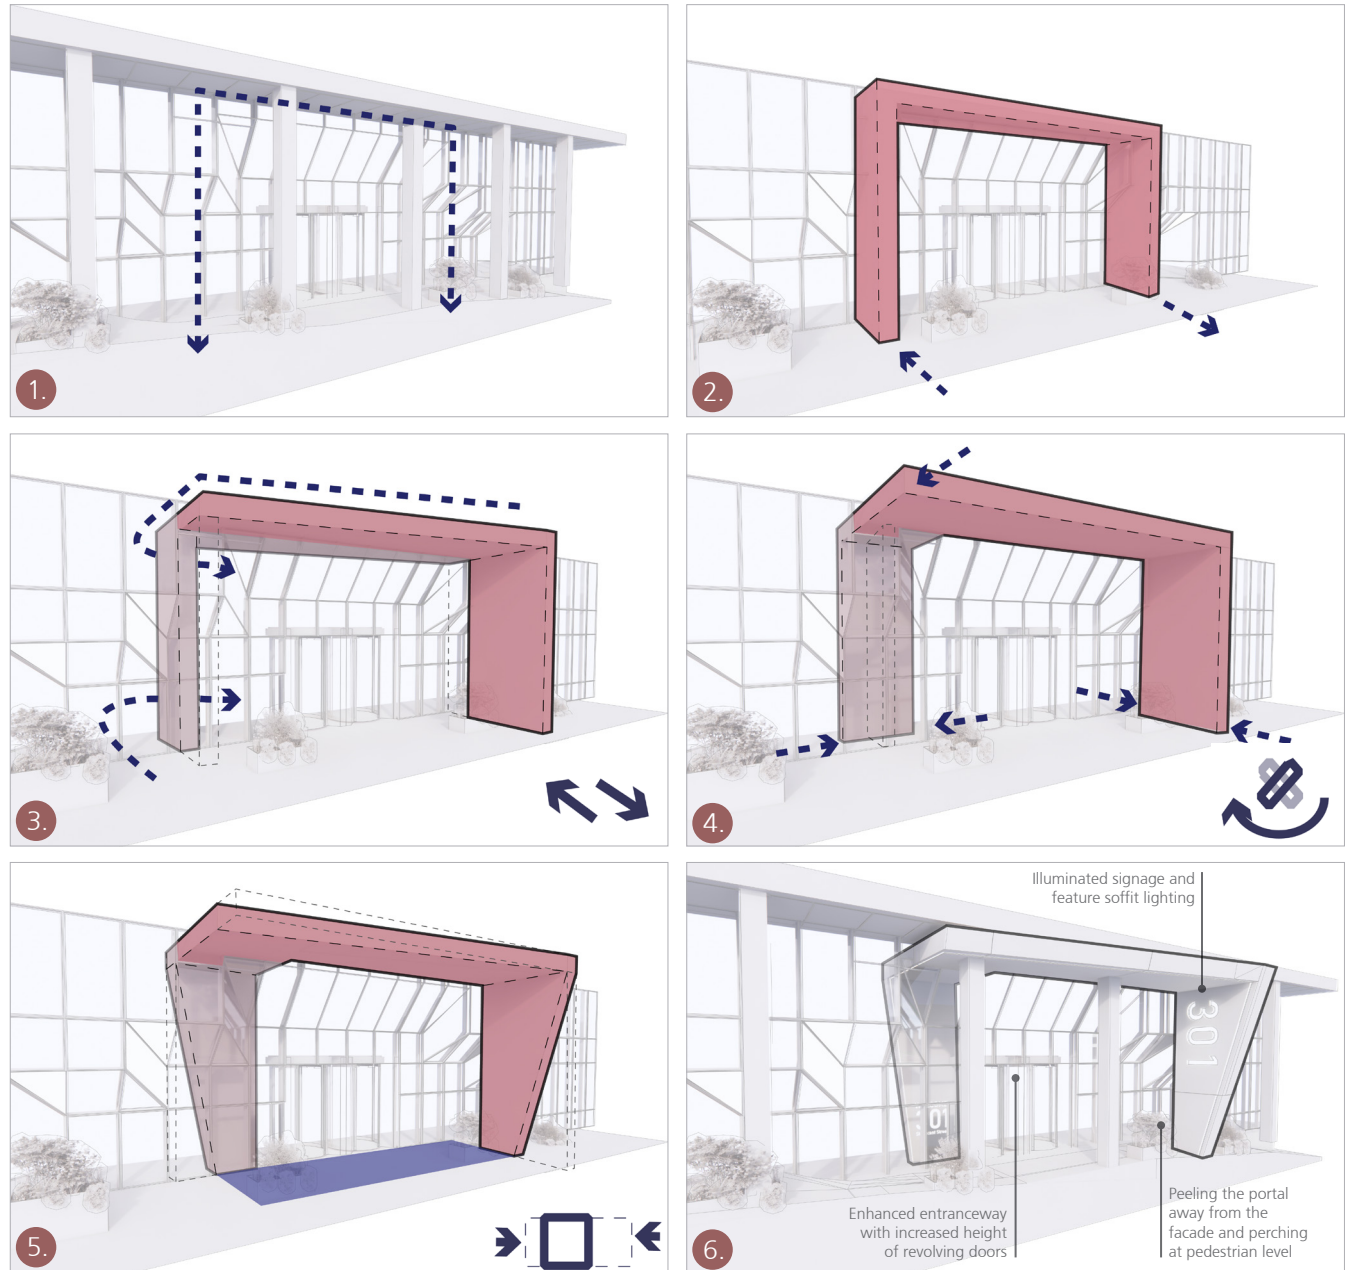 1.
2.
3.
4.
5.
Illuminated signage and
feature soffit lighting
301
01
Enhanced entranceway
with increased height
of revolving doors
Peeling the portal
away from the
facade and perching
at pedestrian level
6.